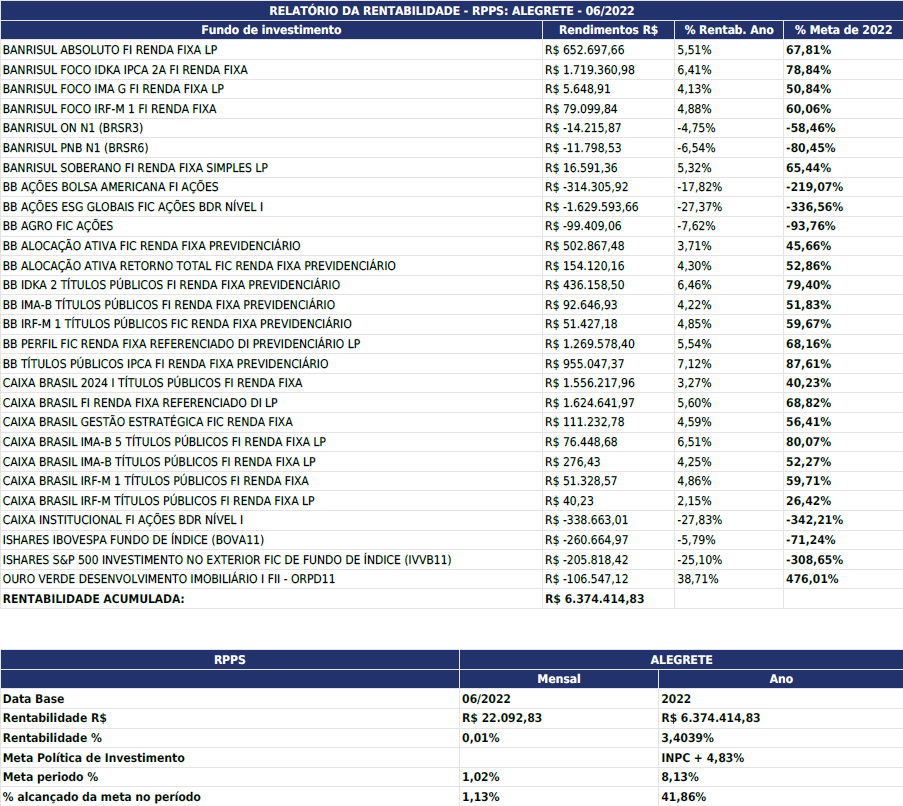 RELATÓRIO DA RENTABILIDADE - RPPS: ALEGRETE - 06/2022
Fundo de investimento Rendimentos R$ % Rentab. Ano % Meta de 2022
BANRISUL ABSOLUTO FI RENDA FIXA LP R$ 652.697,66 5,51% 67,81%
BANRISUL FOCO IDKA IPCA 2A FI RENDA FIXA R$ 1.719.360,98 6,41% 78,84%
BANRISUL FOCO IMA G FI RENDA FIXA LP R$ 5.648,91 4,13% 50,84%
BANRISUL FOCO IRF-M 1 FI RENDA FIXA R$ 79.099,84 4,88% 60,06%
BANRISUL ON N1 (BRSR3) R$ -14.215,87 -4,75% -58,46%
BANRISUL PNB N1 (BRSR6) R$ -11.798,53 -6,54% -80,45%
BANRISUL SOBERANO FI RENDA FIXA SIMPLES LP R$ 16.591,36 5,32% 65,44%
BB AÇÕES BOLSA AMERICANA FI AÇÕES R$ -314.305,92 -17,82% -219,07%
BB AÇÕES ESG GLOBAIS FIC AÇÕES BDR NÍVEL I R$ -1.629.593,66 -27,37% -336,56%
BB AGRO FIC AÇÕES R$ -99.409,06 -7,62% -93,76%
BB ALOCAÇÃO ATIVA FIC RENDA FIXA PREVIDENCIÁRIO R$ 502.867,48 3,71% 45,66%
BB ALOCAÇÃO ATIVA RETORNO TOTAL FIC RENDA FIXA PREVIDENCIÁRIO R$ 154.120,16 4,30% 52,86%
BB IDKA 2 TÍTULOS PÚBLICOS FI RENDA FIXA PREVIDENCIÁRIO R$ 436.158,50 6,46% 79,40%
BB IMA-B TÍTULOS PÚBLICOS FI RENDA FIXA PREVIDENCIÁRIO R$ 92.646,93 4,22% 51,83%
BB IRF-M 1 TÍTULOS PÚBLICOS FIC RENDA FIXA PREVIDENCIÁRIO R$ 51.427,18 4,85% 59,67%
BB PERFIL FIC RENDA FIXA REFERENCIADO DI PREVIDENCIÁRIO LP R$ 1.269.578,40 5,54% 68,16%
BB TÍTULOS PÚBLICOS IPCA FI RENDA FIXA PREVIDENCIÁRIO R$ 955.047,37 7,12% 87,61%
CAIXA BRASIL 2024 I TÍTULOS PÚBLICOS FI RENDA FIXA R$ 1.556.217,96 3,27% 40,23%
CAIXA BRASIL FI RENDA FIXA REFERENCIADO DI LP R$ 1.624.641,97 5,60% 68,82%
CAIXA BRASIL GESTÃO ESTRATÉGICA FIC RENDA FIXA R$ 111.232,78 4,59% 56,41%
CAIXA BRASIL IMA-B 5 TÍTULOS PÚBLICOS FI RENDA FIXA LP R$ 76.448,68 6,51% 80,07%
CAIXA BRASIL IMA-B TÍTULOS PÚBLICOS FI RENDA FIXA LP R$ 276,43 4,25% 52,27%
CAIXA BRASIL IRF-M 1 TÍTULOS PÚBLICOS FI RENDA FIXA R$ 51.328,57 4,86% 59,71%
CAIXA BRASIL IRF-M TÍTULOS PÚBLICOS FI RENDA FIXA LP R$ 40,23 2,15% 26,42%
CAIXA INSTITUCIONAL FI AÇÕES BDR NÍVEL I R$ -338.663,01 -27,83% -342,21%
ISHARES IBOVESPA FUNDO DE ÍNDICE (BOVA11) R$ -260.664,97 -5,79% -71,24%
ISHARES S&P 500 INVESTIMENTO NO EXTERIOR FIC DE FUNDO DE ÍNDICE (IVVB11) R$ -205.818,42 -25,10% -308,65%
OURO VERDE DESENVOLVIMENTO IMOBILIÁRIO I FII - ORPD11 R$ -106.547,12 38,71% 476,01%
RENTABILIDADE ACUMULADA: R$ 6.374.414,83
RPPS ALEGRETE
Mensal Ano
Data Base 06/2022 2022
Rentabilidade R$ R$ 22.092,83 R$ 6.374.414,83
Rentabilidade % 0,01% 3,4039%
Meta Política de Investimento INPC + 4,83%
Meta periodo % 1,02% 8,13%
% alcançado da meta no período 1,13% 41,86%